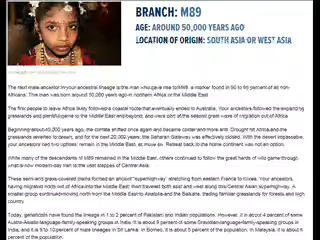 BRANCH: M89
AGE: AROUND 50,000 YEARS AGO
LOCATION OF ORIGIN: SOUTH ASIA OR WEST ASIA
The next male ancestor in your ancestral lineage is the man who gave rise to M89, a marker found in 90 to 95 percent of all non-
Africans. This man was born around 50,000 years ago in northern Africa or the Middle East.
The first people to leave Africa likely followed a coastal route that eventually ended in Australia. Your ancestors followed the expanding
grasslands and plentiful game to the Middle East and beyond, and were part of the second great wave of migration out of Africa.
Beginning about 40,000 years ago, the climate shifted once again and became colder and more arid. Drought hit Africa and the
grasslands reverted to desert, and for the next 20,000 years, the Saharan Gateway was effectively closed. With the desert impassable,
your ancestors had two options: remain in the Middle East, or move on. Retreat back to the home continent was not an option.
While many of the descendants of M89 remained in the Middle East, others continued to follow the great herds of wild game through
what is now modern-day Iran to the vast steppes of Central Asia.
These semi-arid grass-covered plains formed an ancient "superhighway" stretching from eastern France to Korea. Your ancestors,
having migrated north out of Africa into the Middle East, then traveled both east and west along this Central Asian superhighway. A
smaller group continued moving north from the Middle East to Anatolia and the Balkans, trading familiar grasslands for forests and high
country.
Today, geneticists have found the lineage in 1 to 2 percent of Pakistani and Indian populations. However, it is about 4 percent of some
Austro-Asiatic language-family-speaking groups in India. It is about 5 percent of some Dravidian language-family-speaking groups in
India, and it is 5 to 10 percent of male lineages in Sri Lanka. In Borneo, it is about 5 percent of the population. In Malaysia, it is about 6
percent of the population.